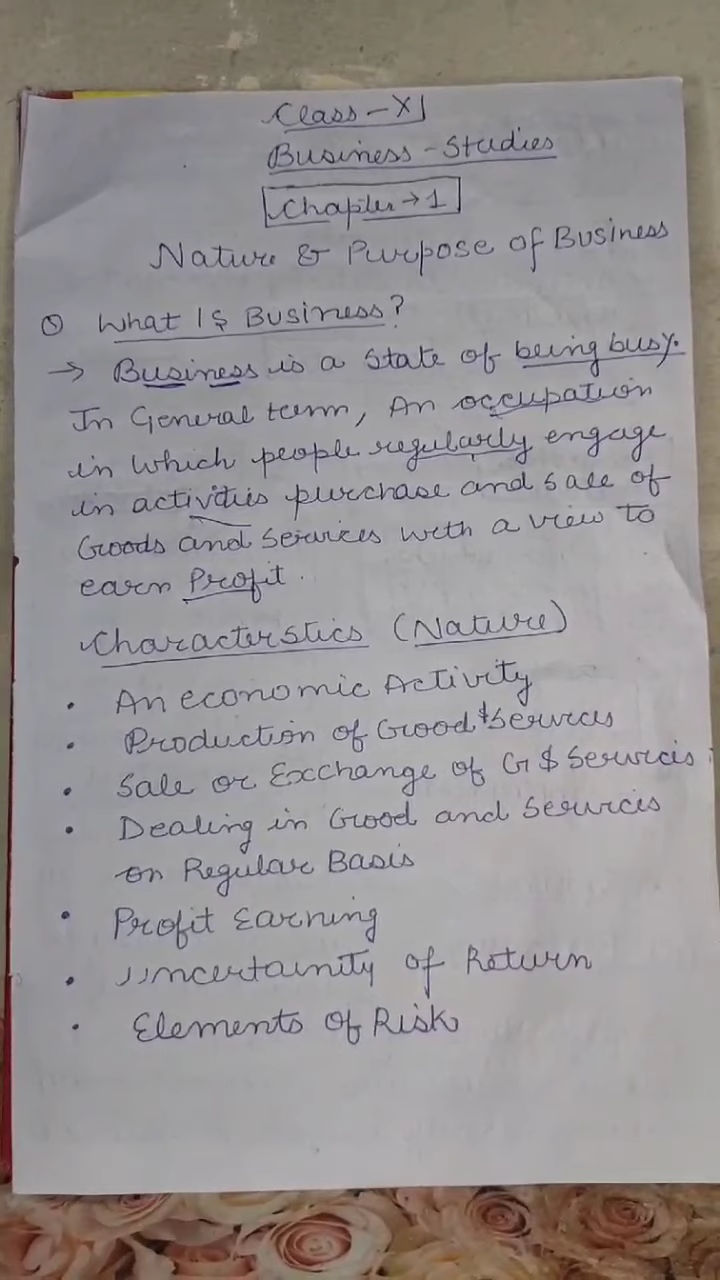 Class - XI
Business - Studies
Chapter → 1
Nature & Purpose of Business
What Is Business?
→ Business is a State of being busy.
In General term, An occupation
in which people regularly engage
in activities purchase and sale of
Goods and Services with a view to
earn Profit.
Characterstics (Nature)
• An economic Activity
• Production of Good & Services
• Sale or Exchange of G & Services
• Dealing in Good and Services
on Regular Basis
• Profit Earning
• Uncertainity of Return
• Elements of Risk